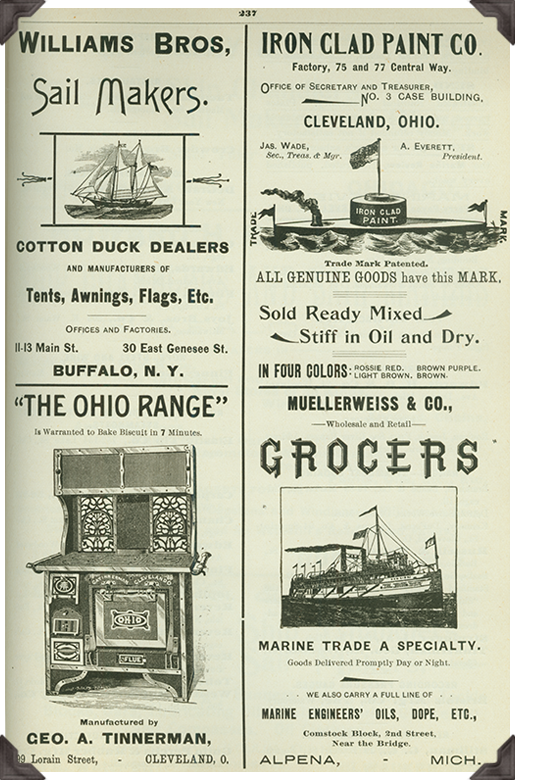 237
WILLIAMS BROS,
Sail Makers.
COTTON DUCK DEALERS
AND MANUFACTURERS OF
Tents, Awnings, Flags, Etc.
OFFICES AND FACTORIES.
11-13 Main St. 30 East Genesee St.
BUFFALO, N. Y.
"THE OHIO RANGE"
Is Warranted to Bake Biscuit in 7 Minutes.
OHIO
FLUE
Manufactured by
GEO. A. TINNERMAN,
Lorain Street, - CLEVELAND, O.
IRON CLAD PAINT CO.
Factory, 75 and 77 Central Way.
OFFICE OF SECRETARY AND TREASURER,
NO. 3 CASE BUILDING,
CLEVELAND, OHIO.
JAS. WADE, A. EVERETT,
Sec., Treas. & Mgr. President.
IRON CLAD
PAINT.
TRADE MARK.
Trade Mark Patented.
ALL GENUINE GOODS have this MARK.
Sold Ready Mixed
Stiff in Oil and Dry.
IN FOUR COLORS: ROSSIE RED. BROWN PURPLE.
LIGHT BROWN. BROWN.
MUELLERWEISS & CO.,
Wholesale and Retail
GROCERS
MARINE TRADE A SPECIALTY.
Goods Delivered Promptly Day or Night.
WE ALSO CARRY A FULL LINE OF
MARINE ENGINEERS' OILS, DOPE, ETC.,
Comstock Block, 2nd Street,
Near the Bridge.
ALPENA, - MICH.